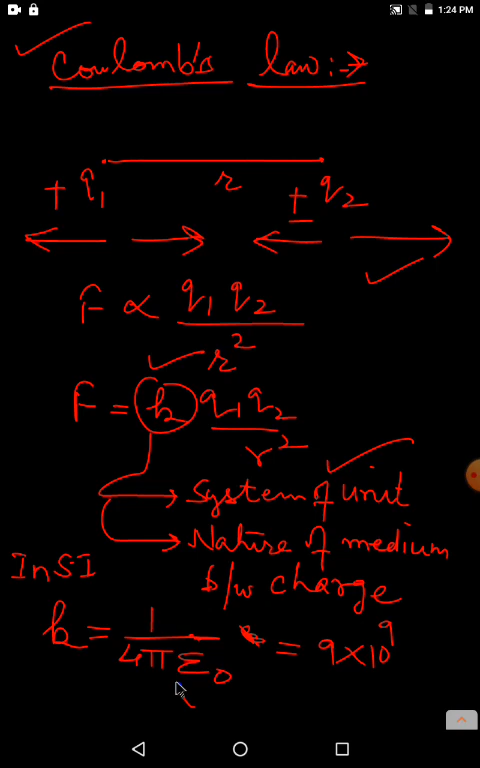 1:24 PM
Coulomb's law :→
+ q1 r ± q2
F ∝ q1 q2 / r²
F = k q1 q2 / r²
→ System of unit
→ Nature of medium
b/w charge
In SI
k = 1 / 4πε0 = 9×10⁹